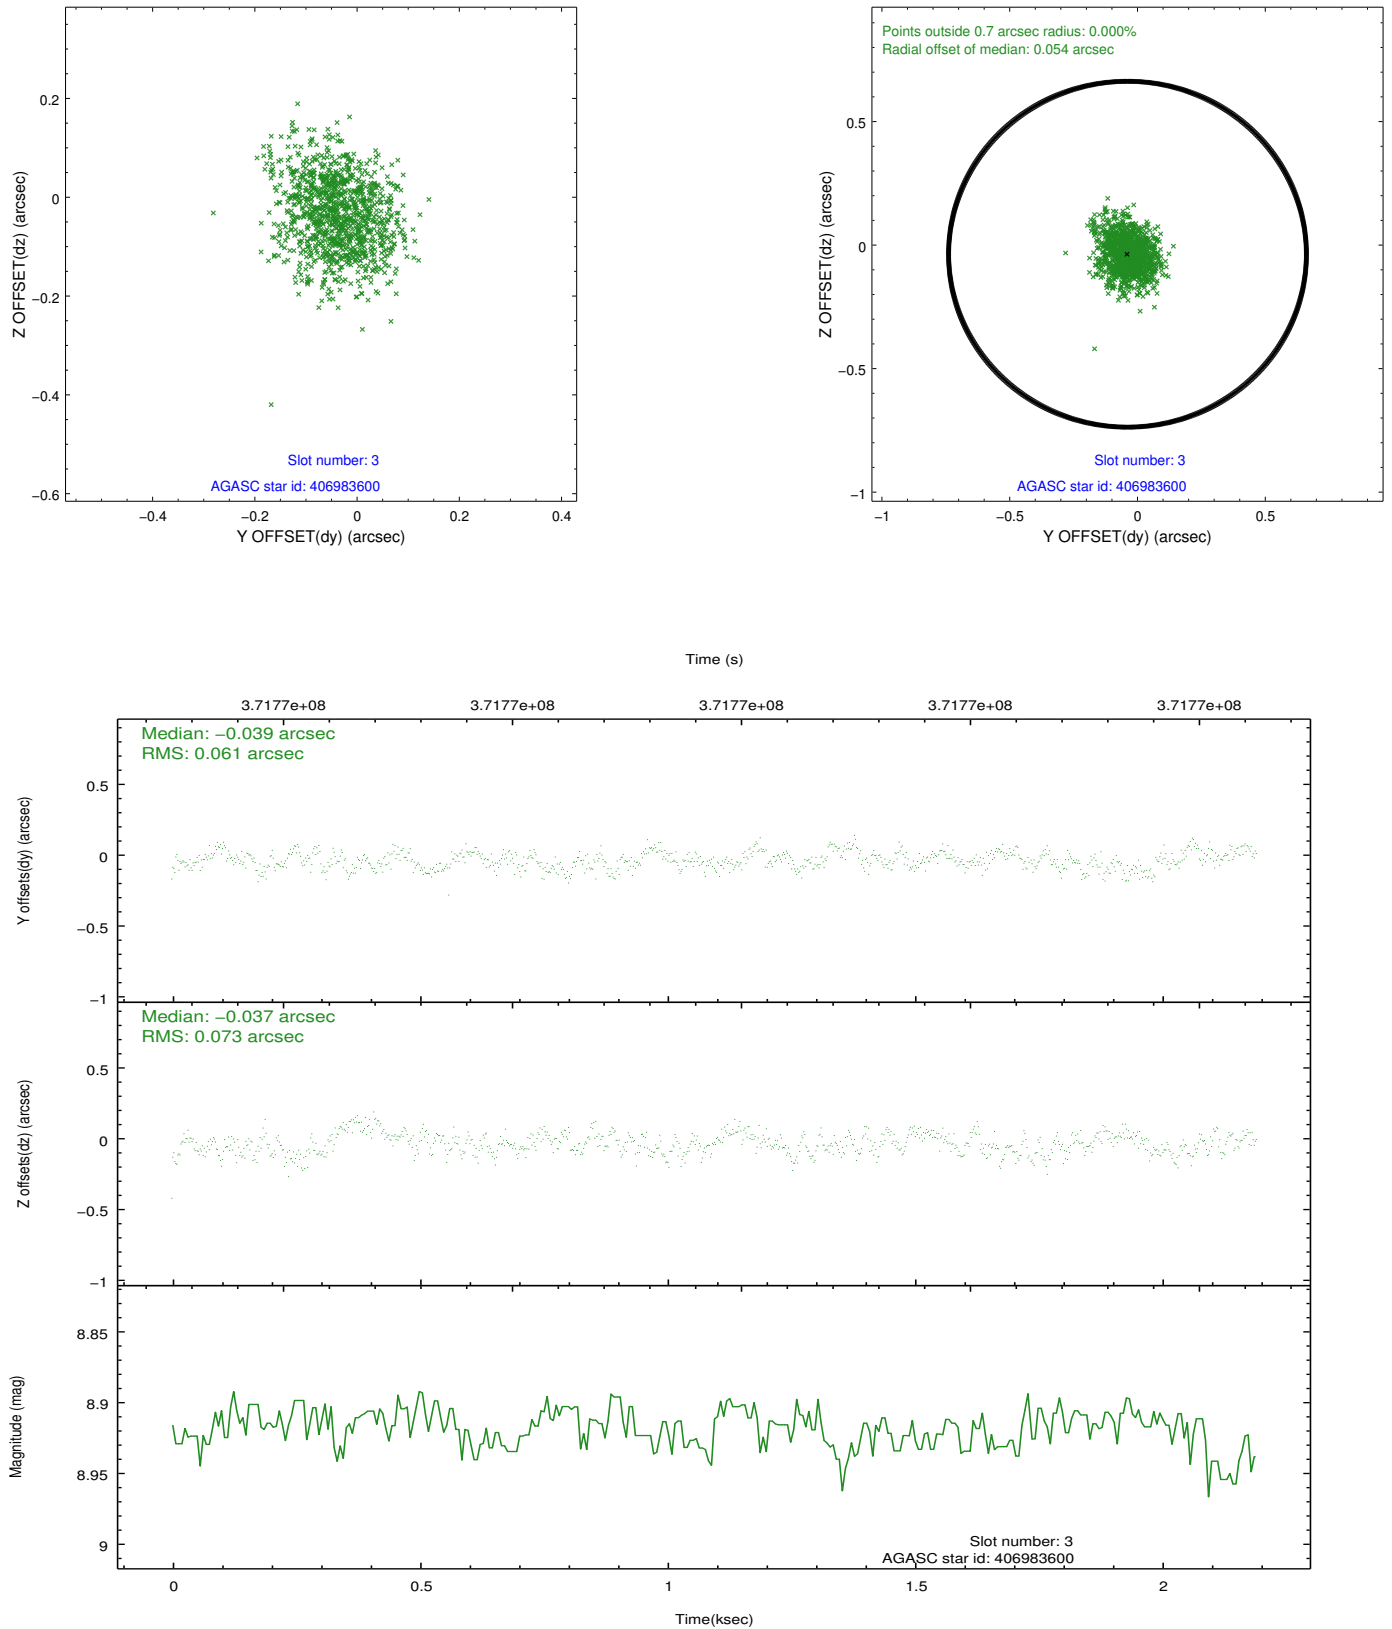 0.2
0
−0.2
−0.4
−0.6
−0.4
−0.2
0
0.2
0.4
Z OFFSET(dz) (arcsec)
Y OFFSET(dy) (arcsec)
Slot number: 3
AGASC star id: 406983600
Points outside 0.7 arcsec radius: 0.000%
Radial offset of median: 0.054 arcsec
0.5
0
−0.5
−1
−1
−0.5
0
0.5
Z OFFSET(dz) (arcsec)
Y OFFSET(dy) (arcsec)
Slot number: 3
AGASC star id: 406983600
Time (s)
3.7177e+08
3.7177e+08
3.7177e+08
3.7177e+08
3.7177e+08
Median: −0.039 arcsec
RMS: 0.061 arcsec
0.5
0
−0.5
−1
Y offsets(dy) (arcsec)
Median: −0.037 arcsec
RMS: 0.073 arcsec
0.5
0
−0.5
−1
Z offsets(dz) (arcsec)
8.85
8.9
8.95
9
Magnitude (mag)
Slot number: 3
AGASC star id: 406983600
0
0.5
1
1.5
2
Time(ksec)